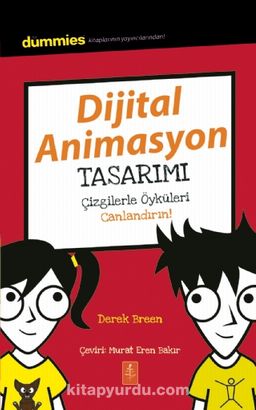 dummies kitaplarının yayıncılarından!
Dijital
Animasyon
TASARIMI
Çizgilerle Öyküleri
Canlandırın!
Derek Breen
Çeviri: Murat Eren Bakır
kitapyurdu.com